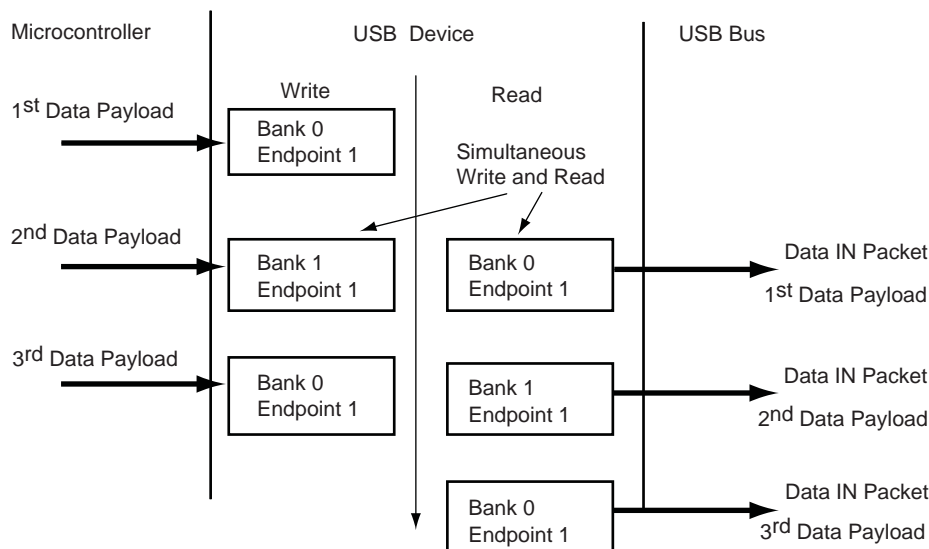 Microcontroller
USB Device
USB Bus
Write
Read
1st Data Payload
Bank 0
Endpoint 1
Simultaneous
Write and Read
2nd Data Payload
Bank 1
Endpoint 1
Bank 0
Endpoint 1
Data IN Packet
1st Data Payload
3rd Data Payload
Bank 0
Endpoint 1
Bank 1
Endpoint 1
Data IN Packet
2nd Data Payload
Bank 0
Endpoint 1
Data IN Packet
3rd Data Payload